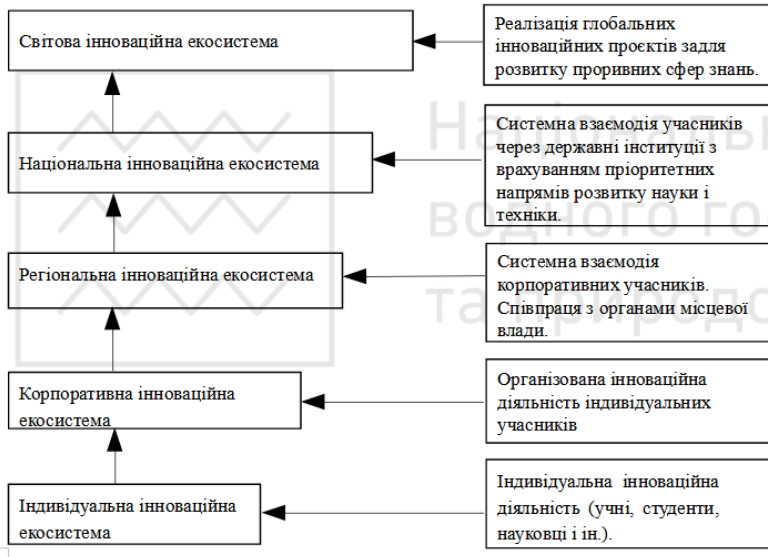 Світова інноваційна екосистема
Реалізація глобальних
інноваційних проєктів задля
розвитку проривних сфер знань.
Національна інноваційна екосистема
Системна взаємодія учасників
через державні інституції з
врахуванням пріоритетних
напрямів розвитку науки і
техніки.
Регіональна інноваційна екосистема
Системна взаємодія
корпоративних учасників.
Співпраця з органами місцевої
влади.
Корпоративна інноваційна
екосистема
Організована інноваційна
діяльність індивідуальних
учасників
Індивідуальна інноваційна
екосистема
Індивідуальна інноваційна
діяльність (учні, студенти,
науковці і ін.).
водного
та